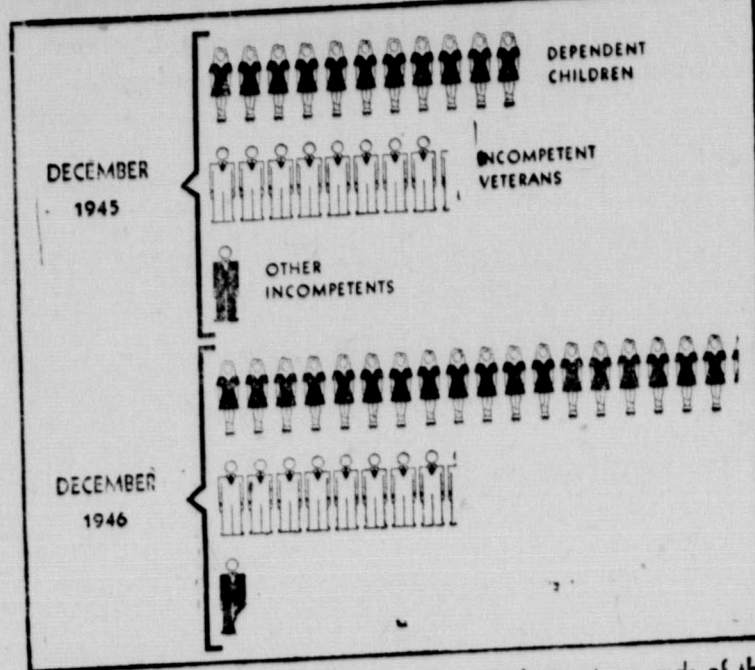 DEPENDENT
CHILDREN
DECEMBER
1945
INCOMPETENT
VETERANS
OTHER
INCOMPETENTS
DECEMBER
1946